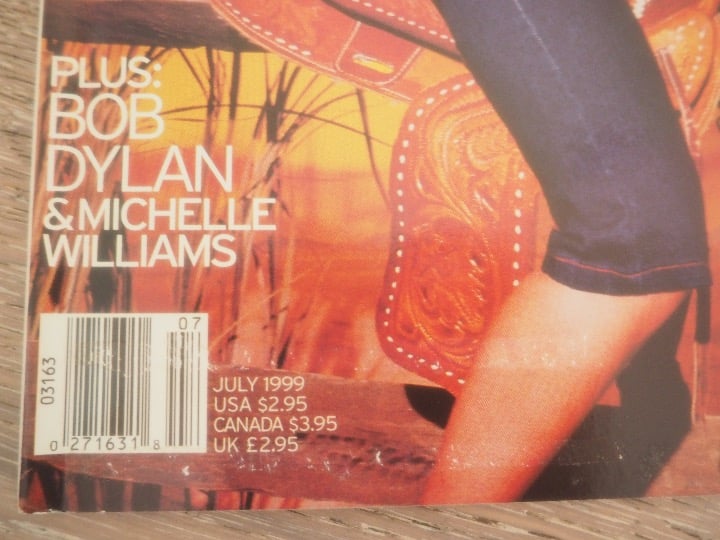 PLUS:
BOB
DYLAN
& MICHELLE
WILLIAMS
07
03163
0 271631 8
JULY 1999
USA $2.95
CANADA $3.95
UK £2.95